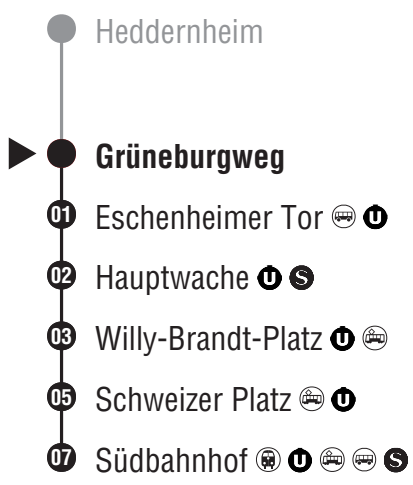 Heddernheim
Grüneburgweg
01 Eschenheimer Tor U
02 Hauptwache U S
03 Willy-Brandt-Platz U
05 Schweizer Platz U
07 Südbahnhof U S